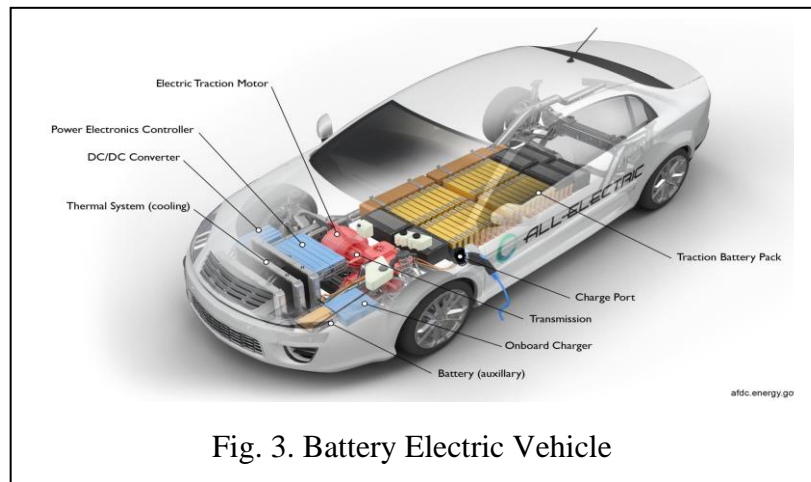 Electric Traction Motor
Power Electronics Controller
DC/DC Converter
Thermal System (cooling)
ALL-ELECTRIC
Traction Battery Pack
Charge Port
Transmission
Onboard Charger
Battery (auxillary)
afdc.energy.go
Fig. 3. Battery Electric Vehicle